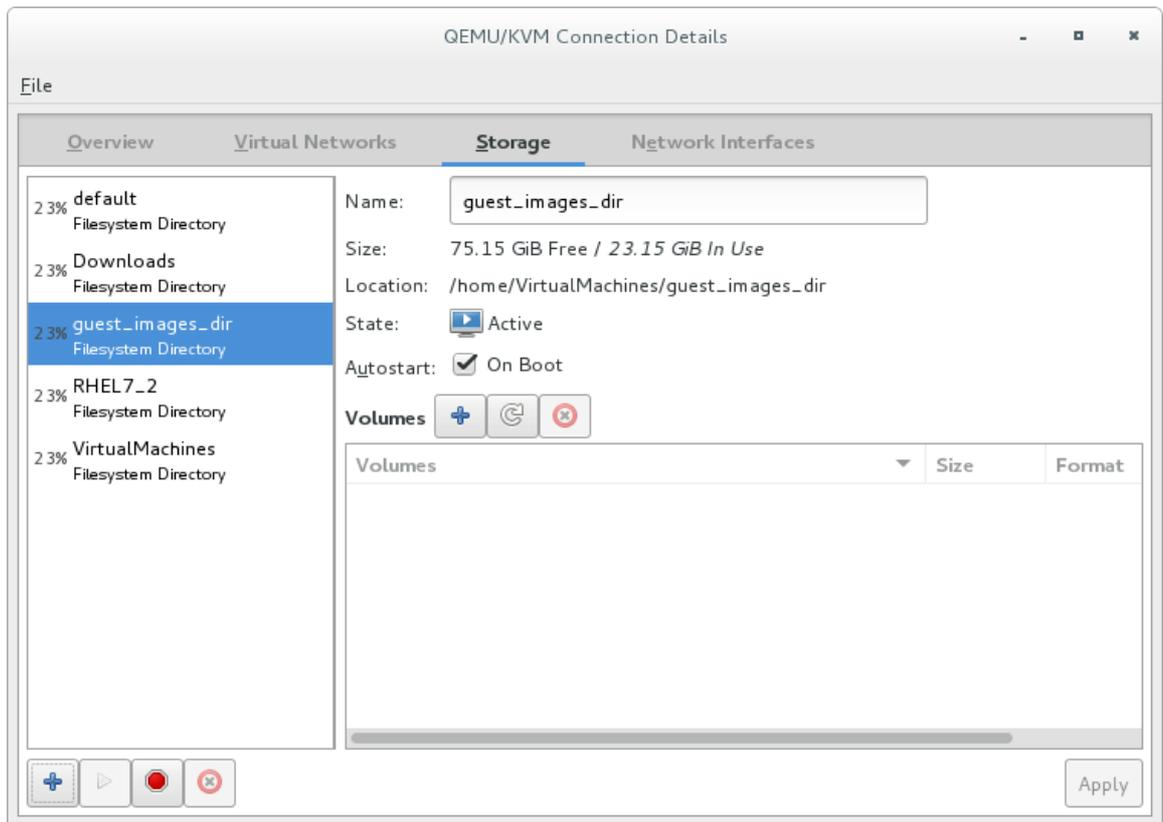 QEMU/KVM Connection Details
File
Overview Virtual Networks Storage Network Interfaces
23% default
Filesystem Directory
23% Downloads
Filesystem Directory
23% guest_images_dir
Filesystem Directory
23% RHEL7_2
Filesystem Directory
23% VirtualMachines
Filesystem Directory
Name: guest_images_dir
Size: 75.15 GiB Free / 23.15 GiB In Use
Location: /home/VirtualMachines/guest_images_dir
State: Active
Autostart: On Boot
Volumes
Volumes Size Format
Apply